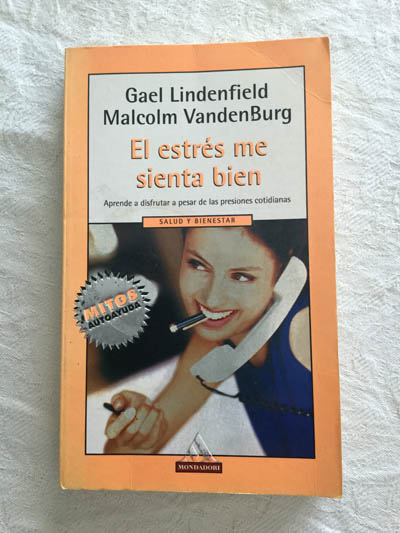 Gael Lindenfield
Malcolm VandenBurg
El estrés me
sienta bien
Aprende a disfrutar a pesar de las presiones cotidianas
SALUD Y BIENESTAR
MITOS
AUTOAYUDA
MONDADORI